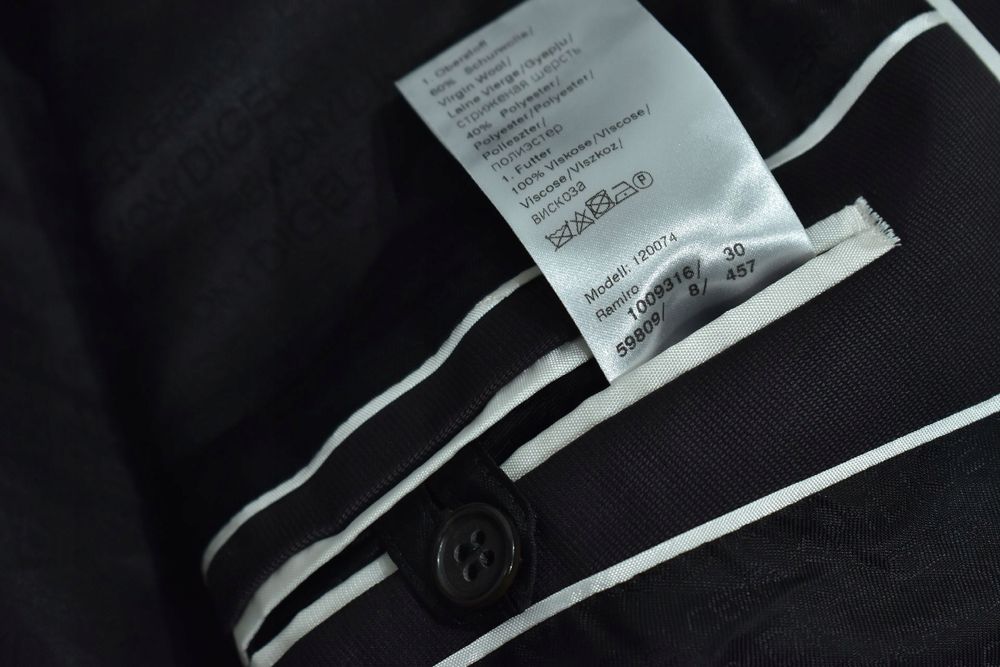 1. Oberstoff
60% Schurwolle/
Virgin Wool/
Laine Vierge/Gyapjú/
СТРИЖЕНАЯ ШЕРСТЬ
40% Polyester/
Polyester/Polyester/
Poliészter/
ПОЛИЭСТЕР
1. Futter
100% Viskose/Viscose/
Viscose/Viszkoz/
ВИСКОЗА
P
Modell: 120074
Ramiro
1009316/ 30
59809/ 8/ 457